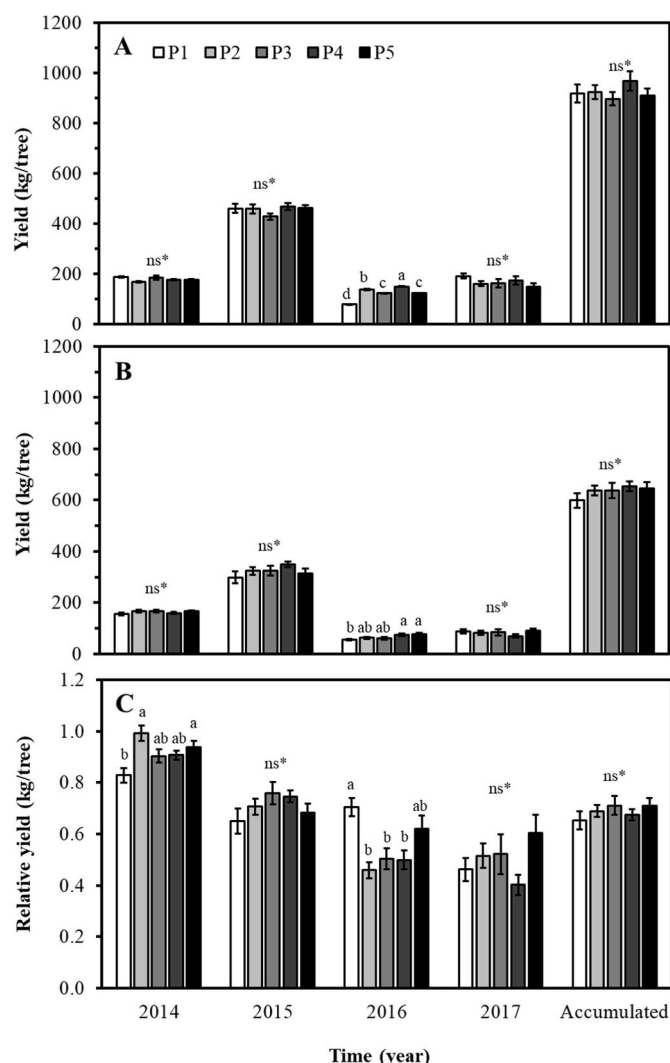 A
P1 P2 P3 P4 P5
Yield (kg/tree)
1200
1000
800
600
400
200
0
ns*
ns*
d b c a c
ns*
ns*
B
Yield (kg/tree)
1200
1000
800
600
400
200
0
ns*
ns*
b ab ab a a
ns*
ns*
C
Relative yield (kg/tree)
1.2
1.0
0.8
0.6
0.4
0.2
0.0
b a ab ab a
ns*
a b b b ab
ns*
ns*
2014 2015 2016 2017 Accumulated
Time (year)